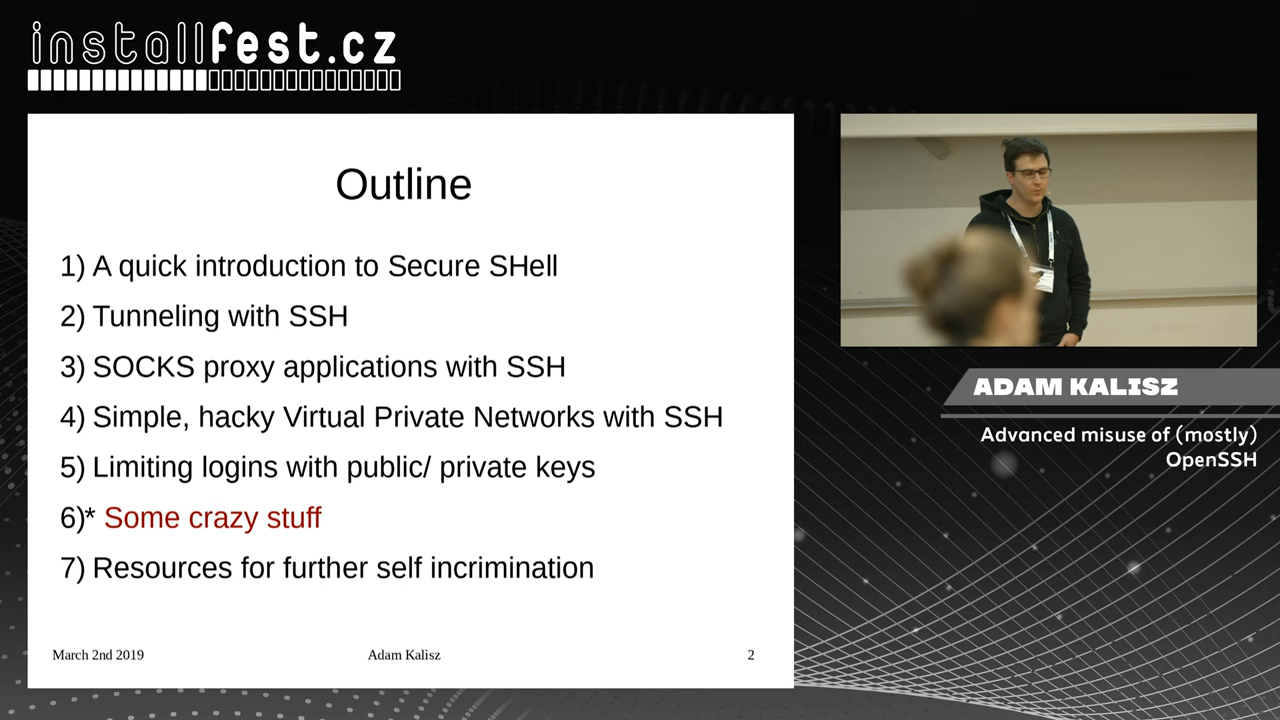 installfest.cz
Outline
1) A quick introduction to Secure SHell
2) Tunneling with SSH
3) SOCKS proxy applications with SSH
4) Simple, hacky Virtual Private Networks with SSH
5) Limiting logins with public/ private keys
6)* Some crazy stuff
7) Resources for further self incrimination
March 2nd 2019
Adam Kalisz
2
ADAM KALISZ
Advanced misuse of (mostly)
OpenSSH